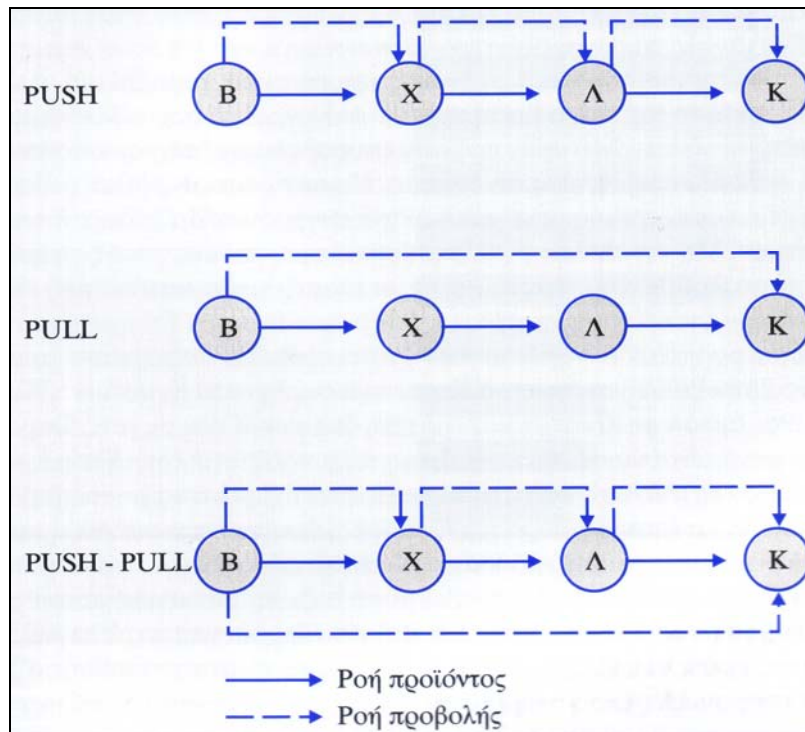 PUSH B X Λ K
PULL B X Λ K
PUSH - PULL B X Λ K
Ροή προϊόντος
Ροή προβολής